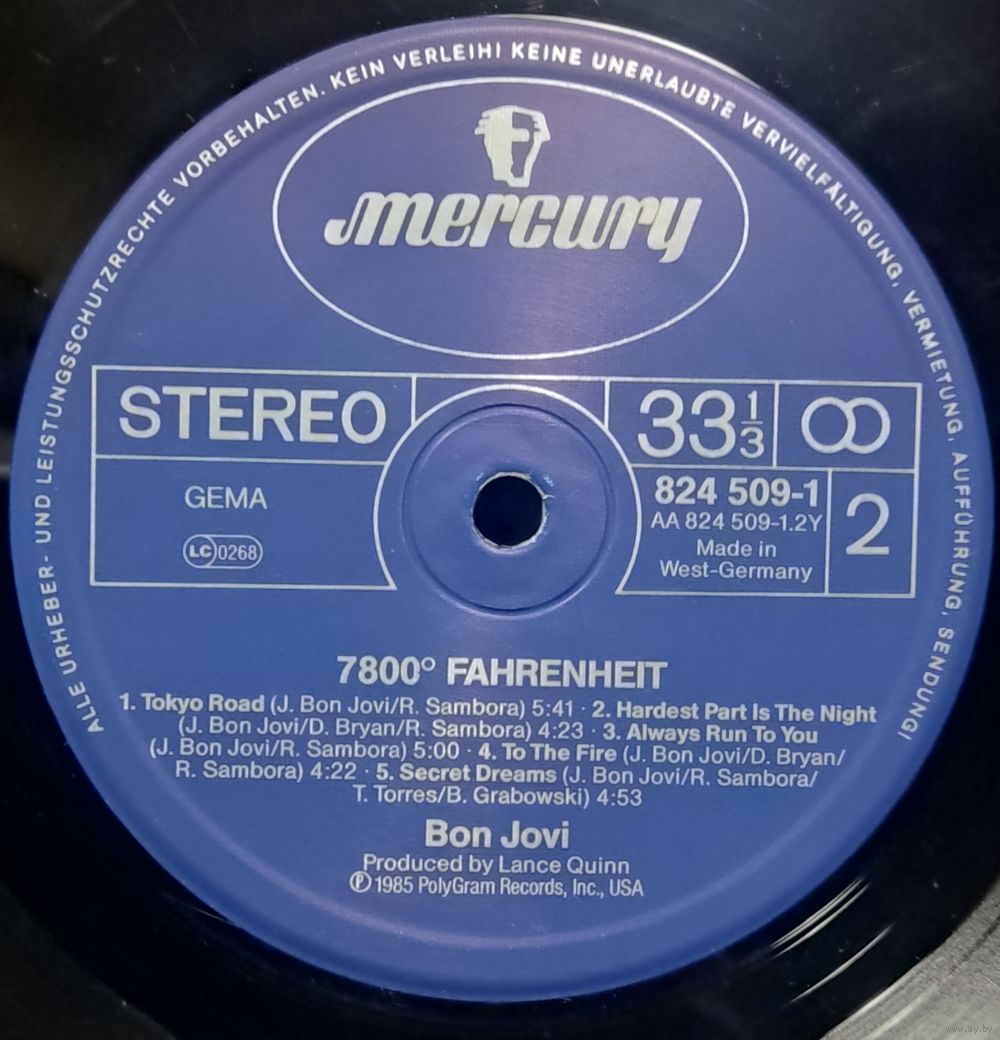 ALLE URHEBER- UND LEISTUNGSSCHUTZRECHTE VORBEHALTEN. KEIN VERLEIH! KEINE UNERLAUBTE VERVIELFÄLTIGUNG, VERMIETUNG, AUFFÜHRUNG, SENDUNG!
mercury
STEREO
33 1/3
GEMA
LC 0268
824 509-1
AA 824 509-1.2Y
Made in
West-Germany
2
7800° FAHRENHEIT
1. Tokyo Road (J. Bon Jovi/R. Sambora) 5:41 · 2. Hardest Part Is The Night
(J. Bon Jovi/D. Bryan/R. Sambora) 4:23 · 3. Always Run To You
(J. Bon Jovi/R. Sambora) 5:00 · 4. To The Fire (J. Bon Jovi/D. Bryan/
R. Sambora) 4:22 · 5. Secret Dreams (J. Bon Jovi/R. Sambora/
T. Torres/B. Grabowski) 4:53
Bon Jovi
Produced by Lance Quinn
℗ 1985 PolyGram Records, Inc., USA
www.ay.by